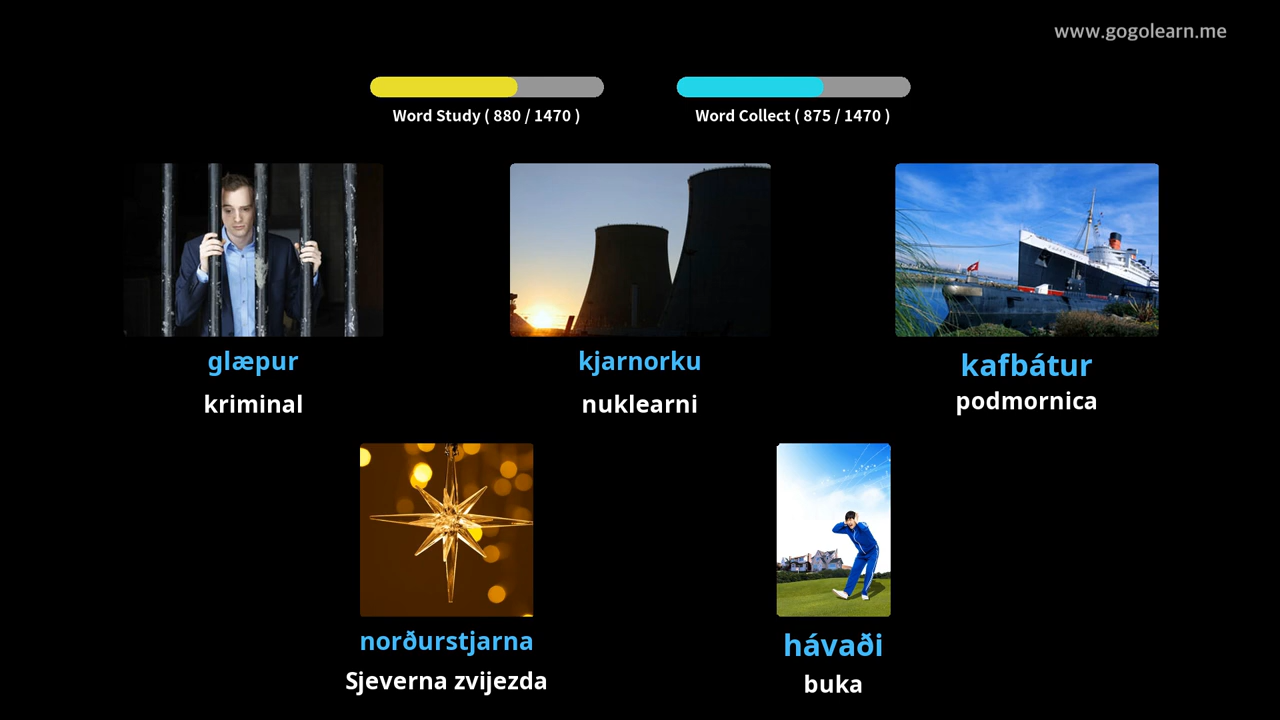 www.gogolearn.me
Word Study ( 880 / 1470 )
Word Collect ( 875 / 1470 )
glæpur
kriminal
kjarnorku
nuklearni
kafbátur
podmornica
norðurstjarna
Sjeverna zvijezda
hávaði
buka